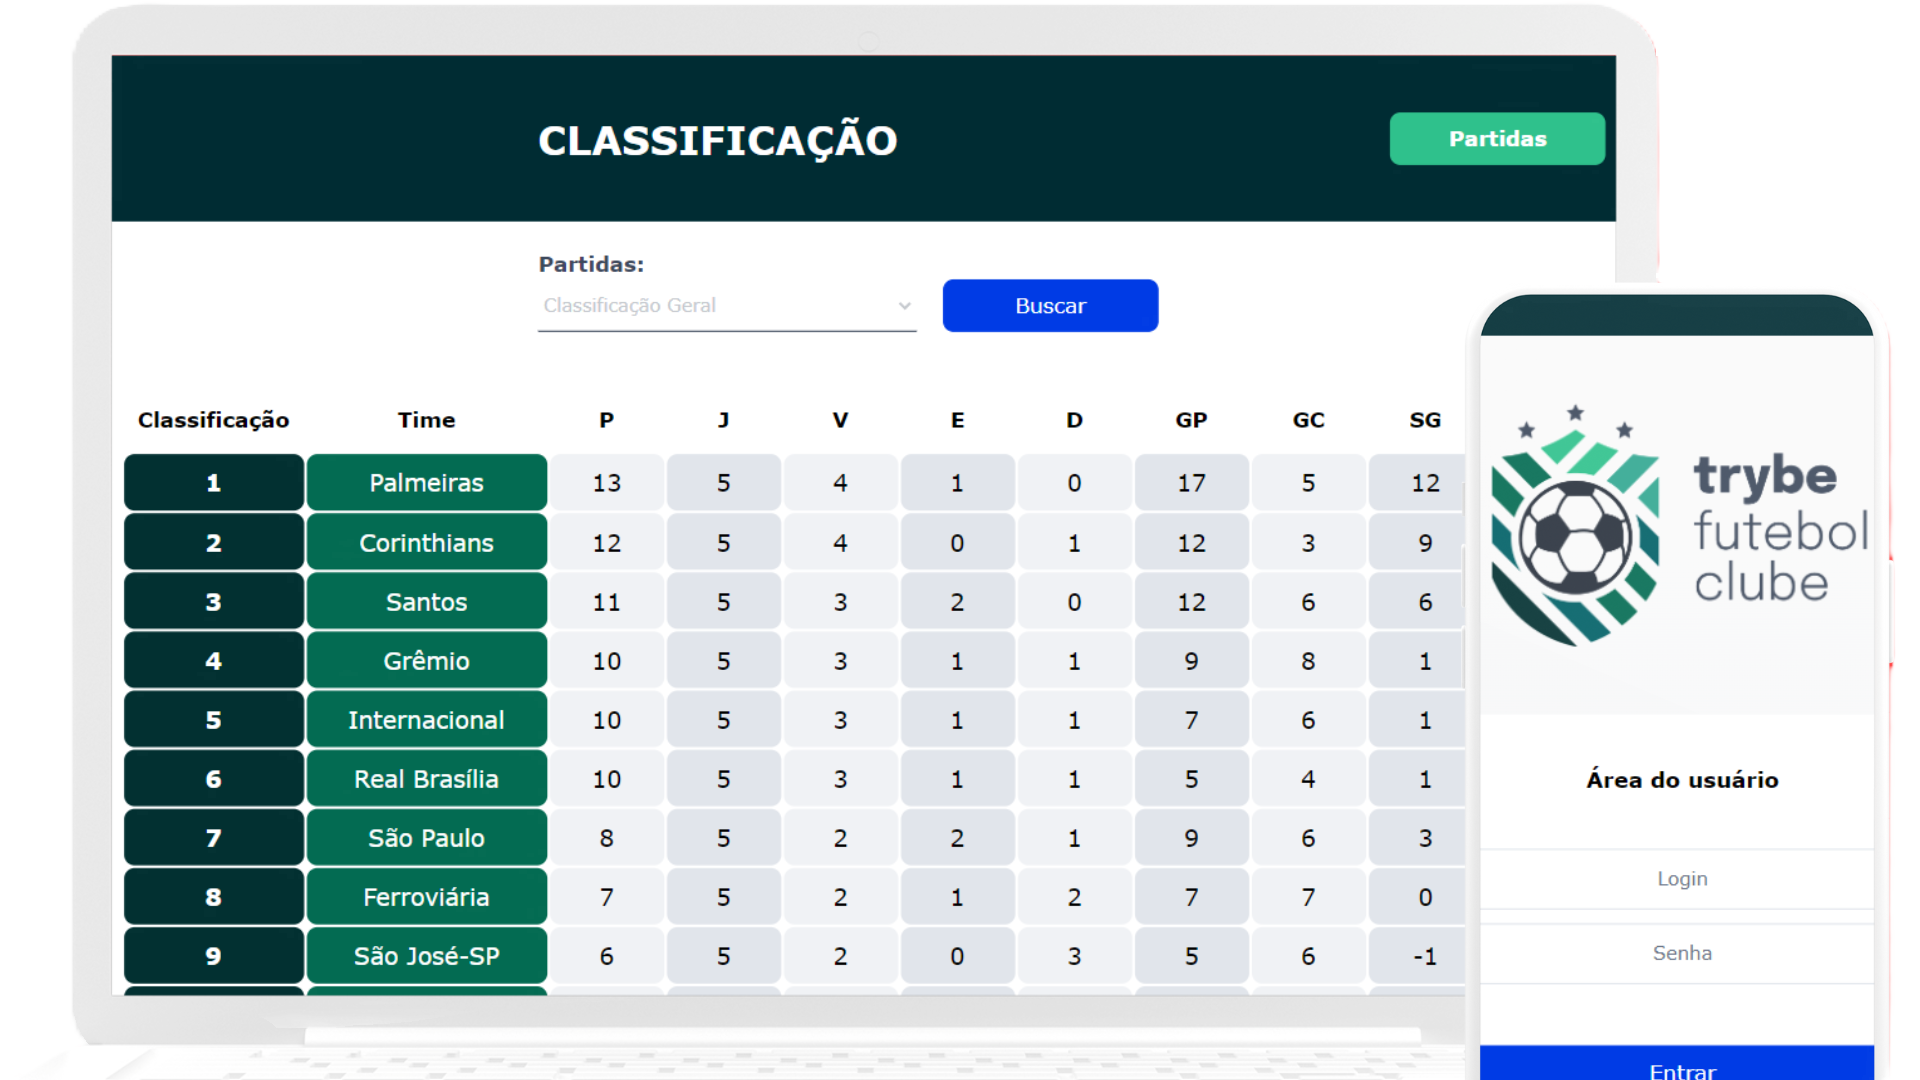 CLASSIFICAÇÃO
Partidas
Partidas:
Classificação Geral
Buscar
Classificação Time P J V E D GP GC SG
1 Palmeiras 13 5 4 1 0 17 5 12
2 Corinthians 12 5 4 0 1 12 3 9
3 Santos 11 5 3 2 0 12 6 6
4 Grêmio 10 5 3 1 1 9 8 1
5 Internacional 10 5 3 1 1 7 6 1
6 Real Brasília 10 5 3 1 1 5 4 1
7 São Paulo 8 5 2 2 1 9 6 3
8 Ferroviária 7 5 2 1 2 7 7 0
9 São José-SP 6 5 2 0 3 5 6 -1
trybe
futebol
clube
Área do usuário
Login
Senha
Entrar